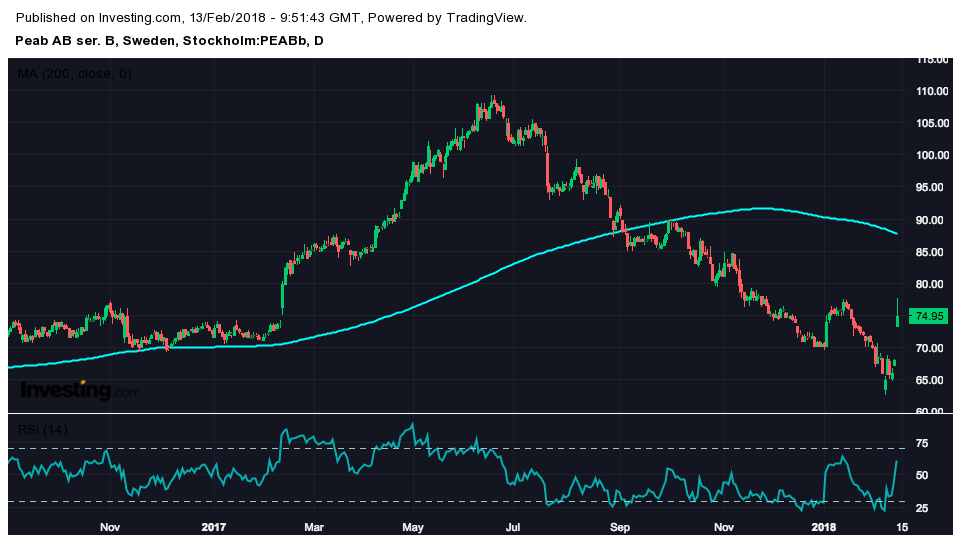 Published on Investing.com, 13/Feb/2018 - 9:51:43 GMT, Powered by TradingView.
Peab AB ser. B, Sweden, Stockholm:PEABb, D
MA (200, close, 0)
115.00
110.00
105.00
100.00
95.00
90.00
85.00
80.00
74.95
70.00
65.00
60.00
Investing.com
RSI (14)
75
50
25
Nov 2017 Mar May Jul Sep Nov 2018 15